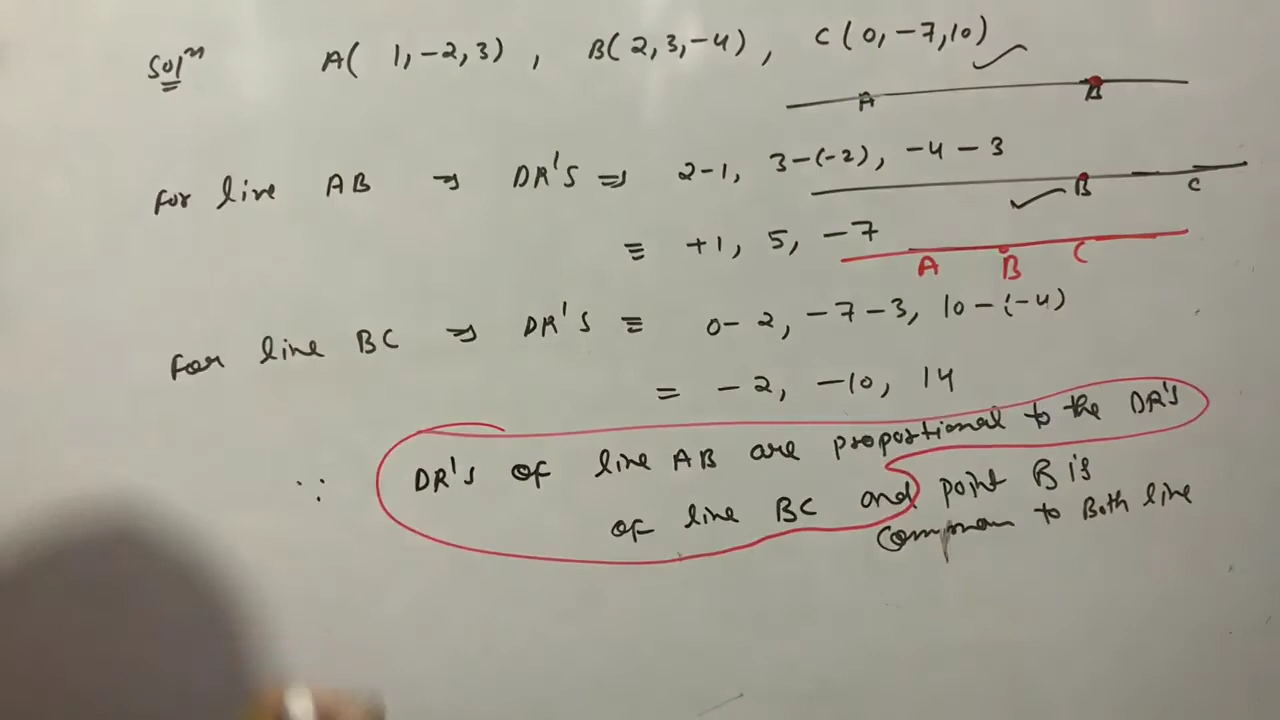 Solⁿ A( 1, -2, 3) , B( 2, 3, -4) , C( 0, -7, 10)
A B
For line AB ⇒ DR'S ⇒ 2-1, 3-(-2), -4-3
B C
≡ +1, 5, -7
A B C
For line BC ⇒ DR'S ≡ 0-2, -7-3, 10-(-4)
= -2, -10, 14
∵ DR'S of line AB are proportional to the DR'S
of line BC and point B is
common to Both line